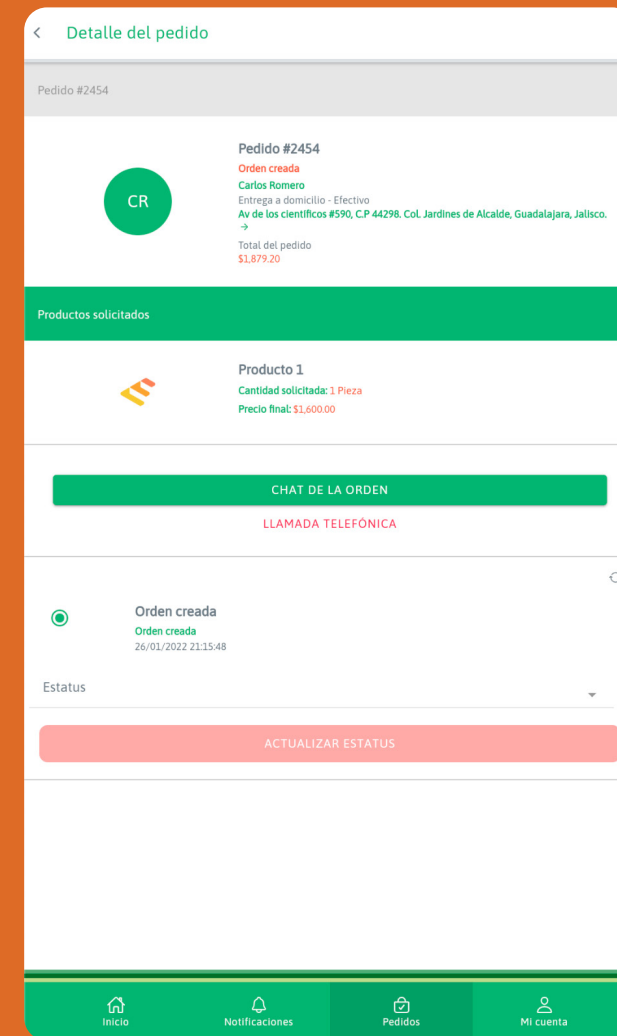 Detalle del pedido
Pedido #2454
Pedido #2454
Orden creada
CR
Carlos Romero
Entrega a domicilio - Efectivo
Av de los cientificos #590, C.P 44298. Col. Jardines de Alcalde, Guadalajara, Jalisco.
→
Total del pedido
$1,879.20
Productos solicitados
Producto 1
Cantidad solicitada: 1 Pieza
Precio final: $1,600.00
CHAT DE LA ORDEN
LLAMADA TELEFÓNICA
Orden creada
Orden creada
26/01/2022 21:15:48
Estatus
ACTUALIZAR ESTATUS
Inicio
Notificaciones
Pedidos
Mi cuenta